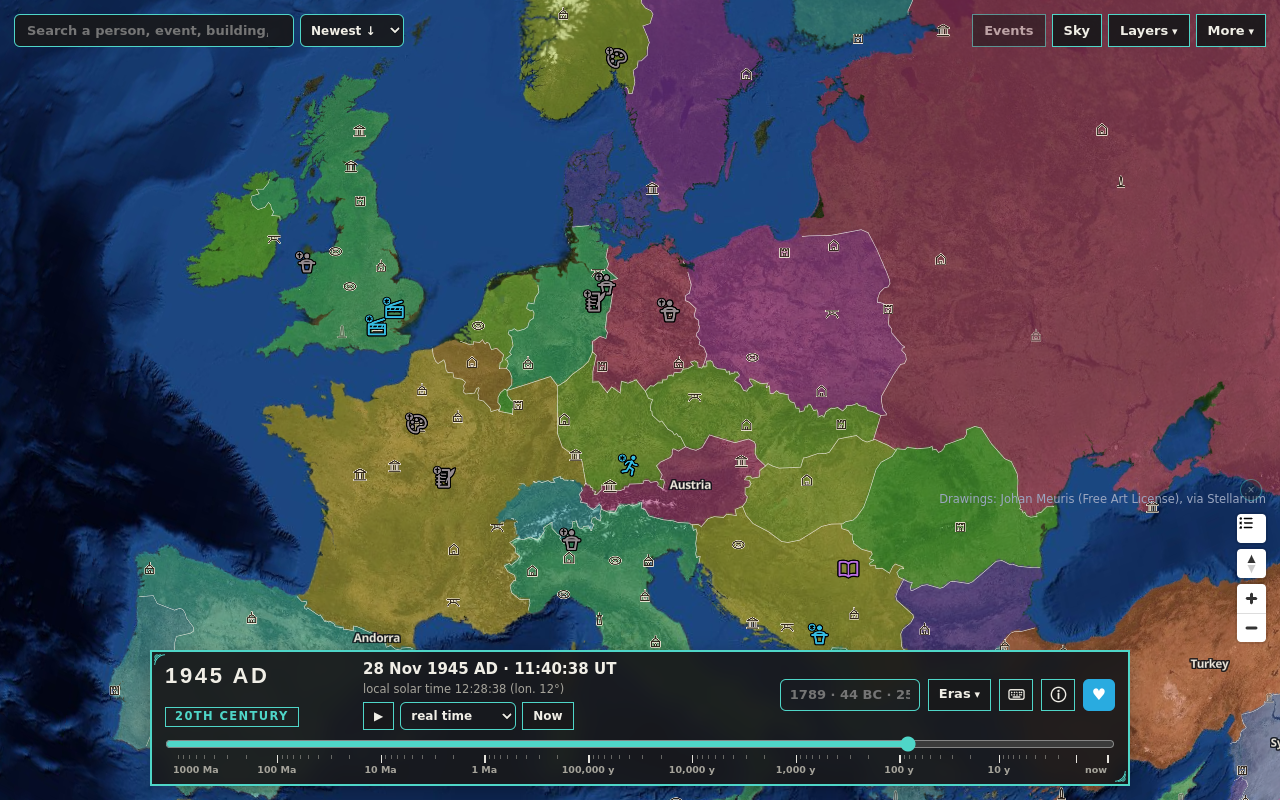 Search a person, event, building,
Newest ↓
Events
Sky
Layers ▾
More ▾
Austria
Drawings: Johan Meuris (Free Art License), via Stellarium
Andorra
Turkey
1945 AD
20TH CENTURY
28 Nov 1945 AD · 11:40:38 UT
local solar time 12:28:38 (lon. 12°)
▶
real time
Now
1789 · 44 BC · 25
Eras ▾
1000 Ma
100 Ma
10 Ma
1 Ma
100,000 y
10,000 y
1,000 y
100 y
10 y
now